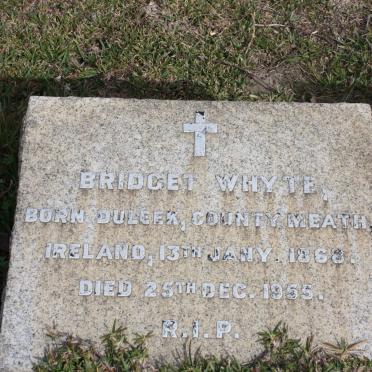 BRIDGET WHYTE,
BORN DULEEK, COUNTY MEATH,
IRELAND, 13TH JANY. 1868.
DIED 25TH DEC. 1955.
R.I.P.